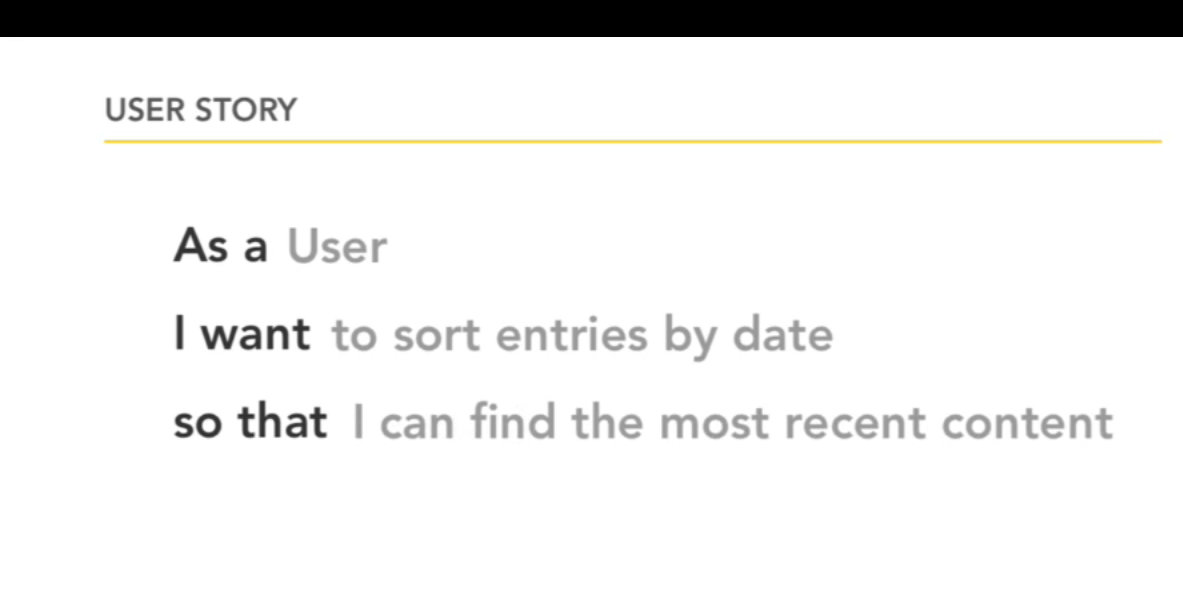 USER STORY
As a User
I want to sort entries by date
so that I can find the most recent content